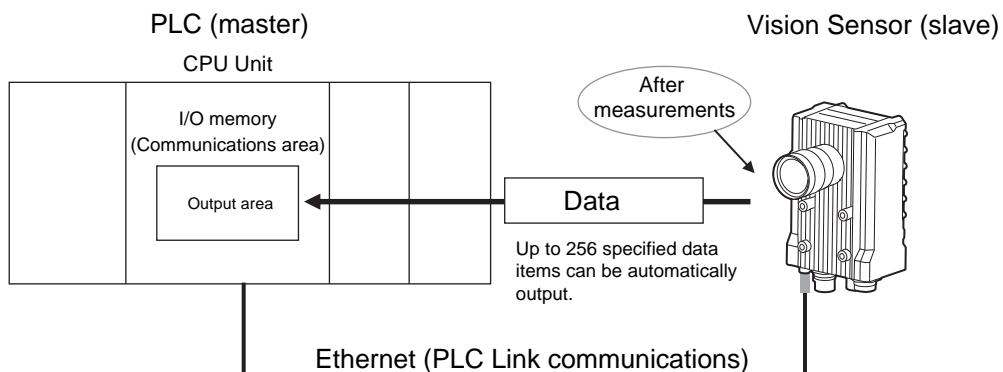 PLC (master)
Vision Sensor (slave)
CPU Unit
I/O memory
(Communications area)
Output area
After
measurements
Data
Up to 256 specified data
items can be automatically
output.
Ethernet (PLC Link communications)